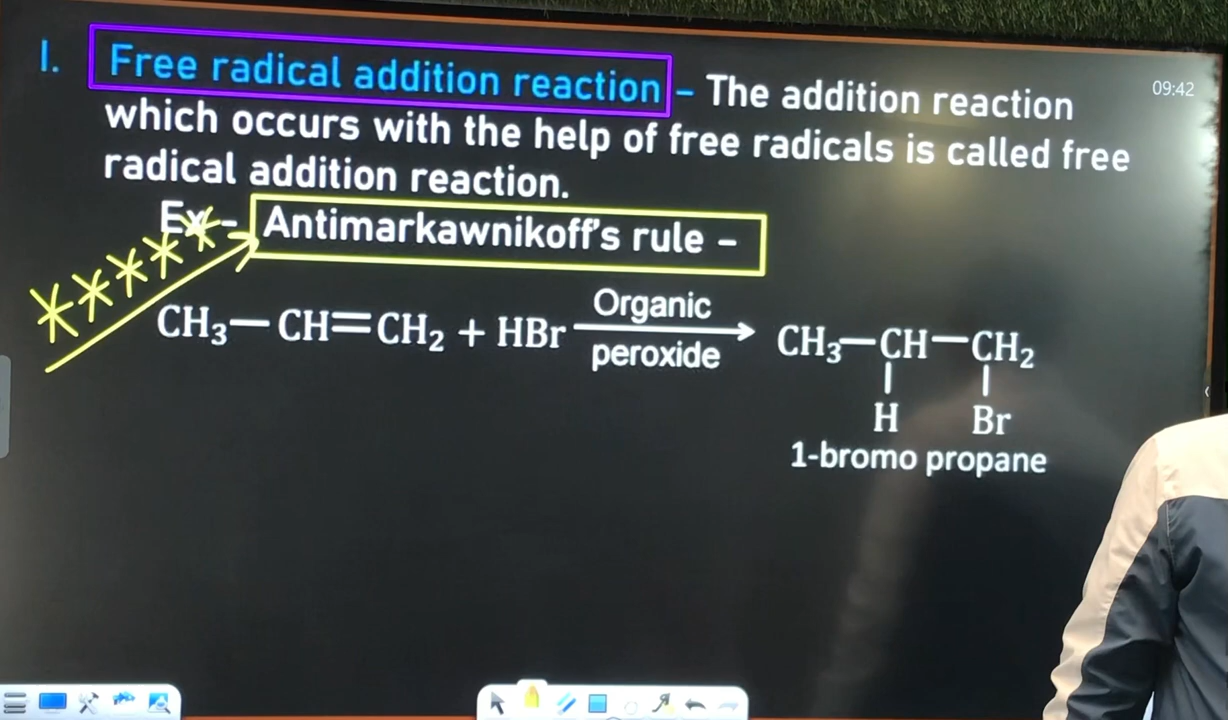 I. Free radical addition reaction – The addition reaction
09:42
which occurs with the help of free radicals is called free
radical addition reaction.
Ex – Antimarkawnikoff's rule –
CH₃—CH=CH₂ + HBr Organic peroxide → CH₃—CH—CH₂
H Br
1-bromo propane